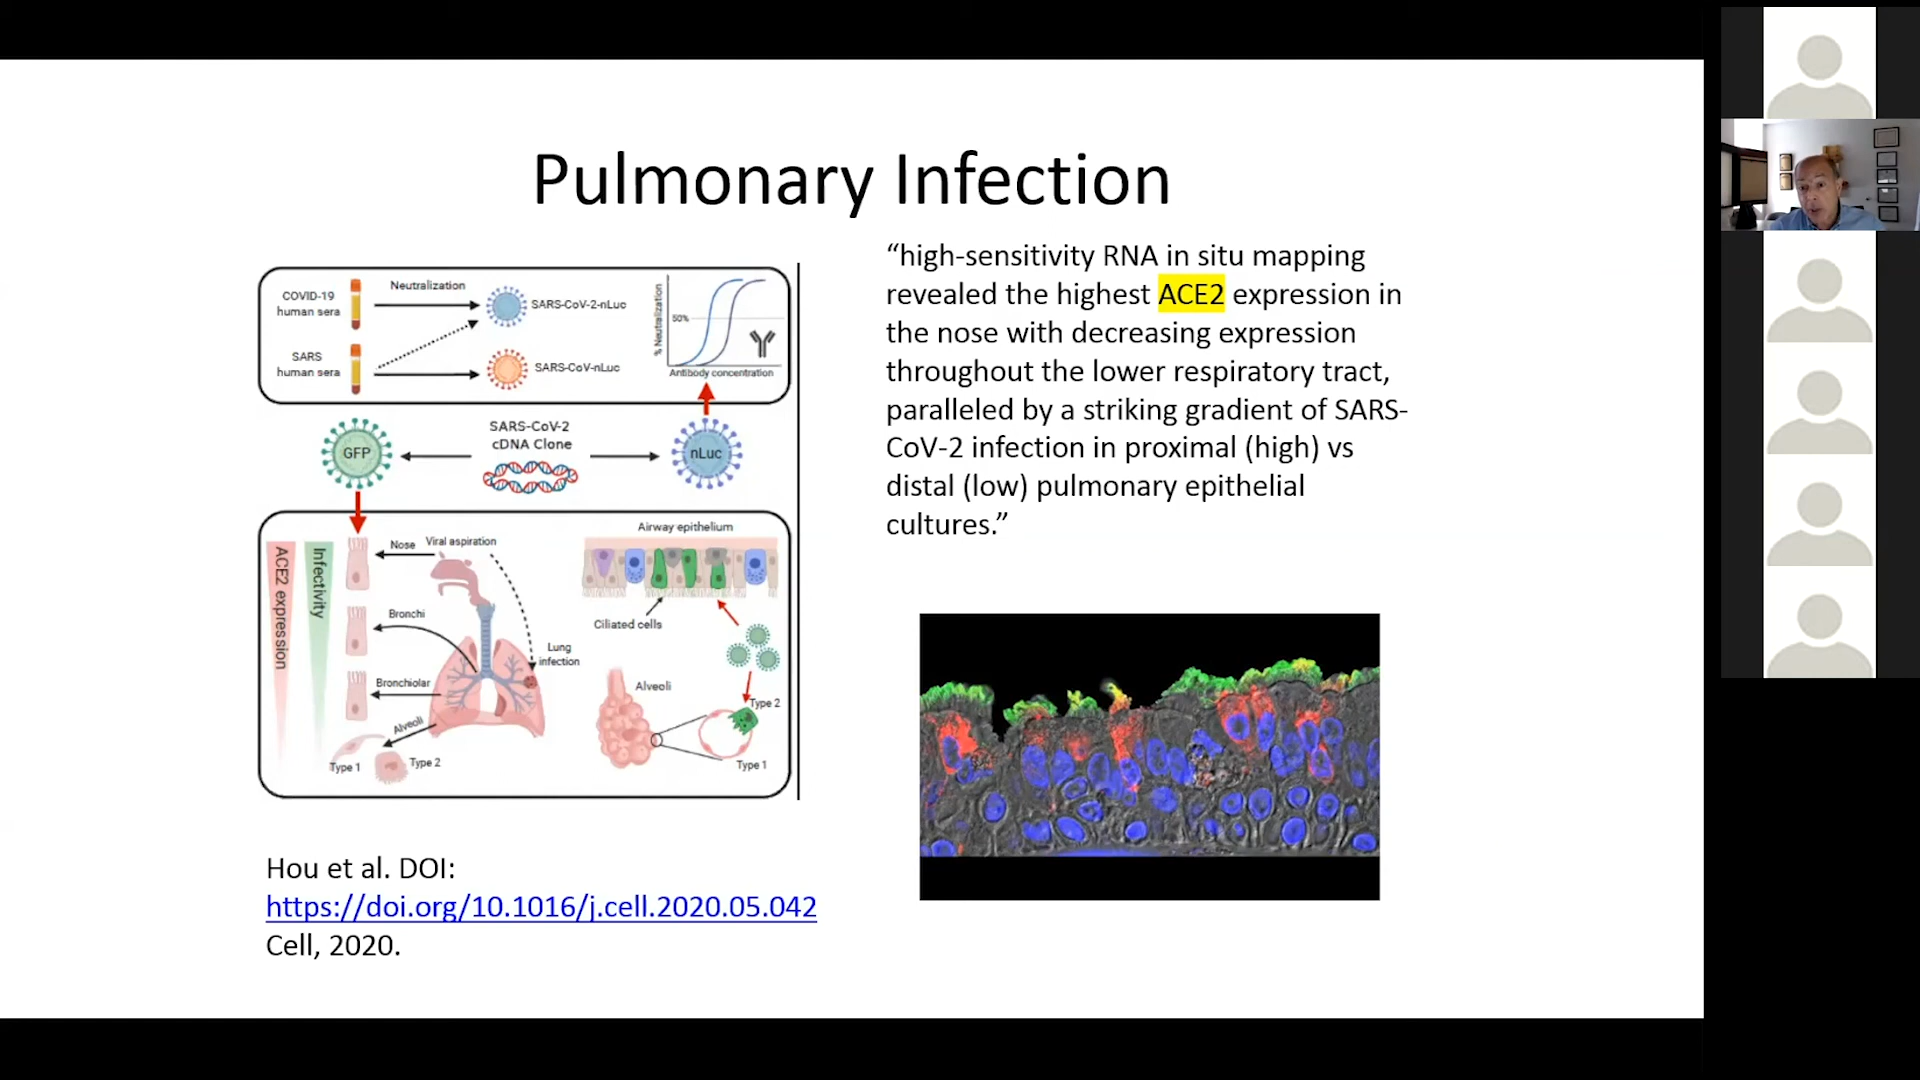 Pulmonary Infection
COVID-19
human sera
Neutralization
SARS-CoV-2-nLuc
SARS
human sera
SARS-CoV-nLuc
% Neutralization
50%
Antibody concentration
GFP
SARS-CoV-2
cDNA Clone
nLuc
ACE2 expression
Infectivity
Nose
Viral aspiration
Bronchi
Bronchiolar
Alveoli
Type 1
Type 2
Lung
infection
Airway epithelium
Ciliated cells
Alveoli
Type 2
Type 1
“high-sensitivity RNA in situ mapping
revealed the highest ACE2 expression in
the nose with decreasing expression
throughout the lower respiratory tract,
paralleled by a striking gradient of SARS-
CoV-2 infection in proximal (high) vs
distal (low) pulmonary epithelial
cultures.”
Hou et al. DOI:
https://doi.org/10.1016/j.cell.2020.05.042
Cell, 2020.